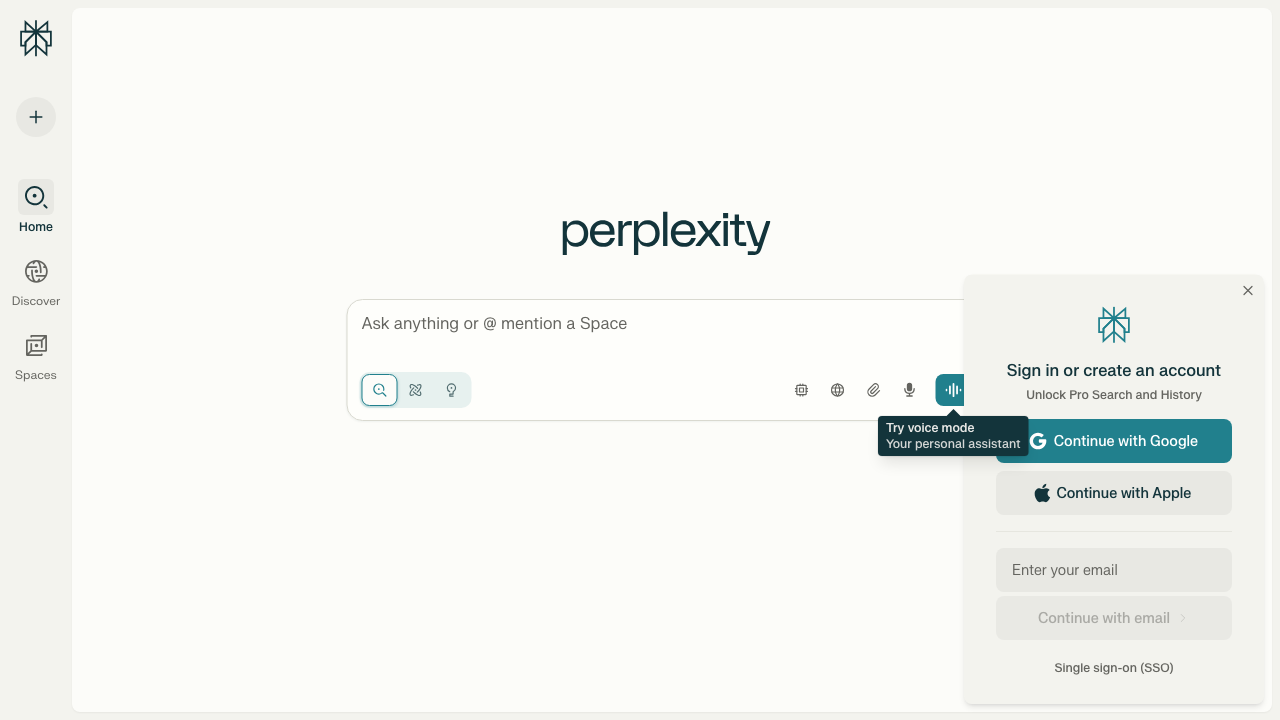 Home
Discover
Spaces
perplexity
Ask anything or @ mention a Space
Try voice mode
Your personal assistant
Sign in or create an account
Unlock Pro Search and History
Continue with Google
Continue with Apple
Enter your email
Continue with email
Single sign-on (SSO)